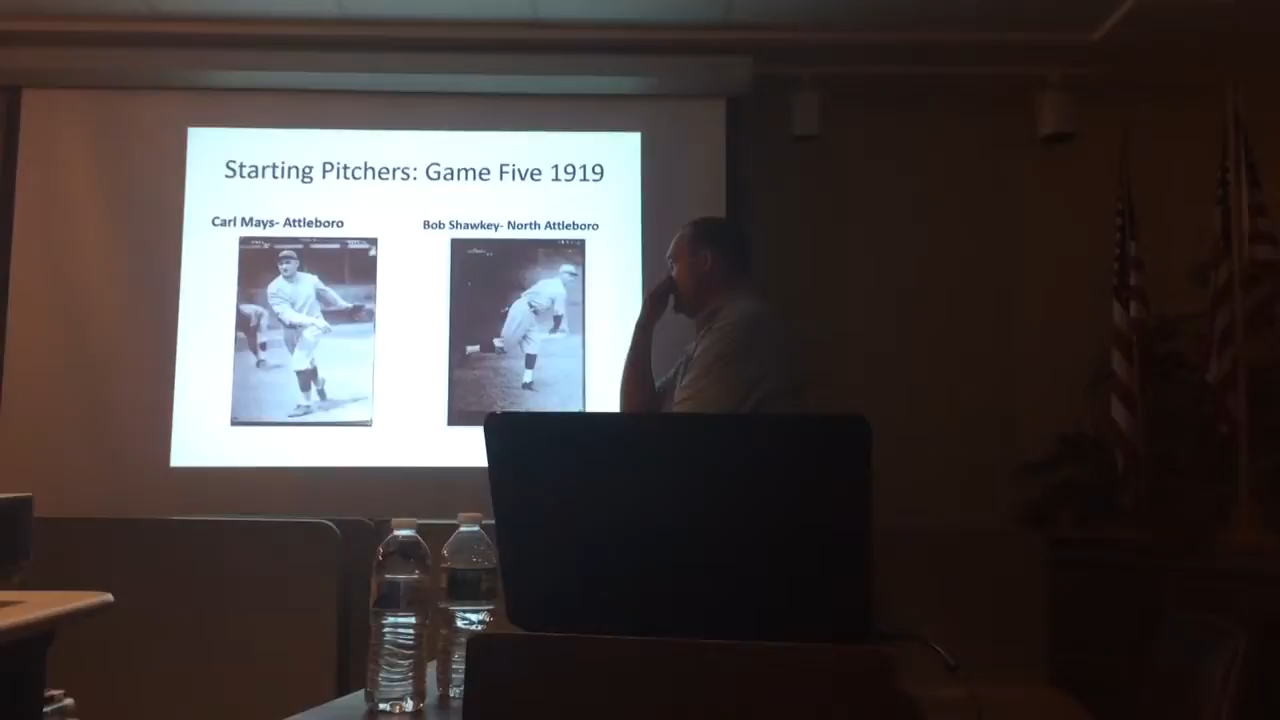 Starting Pitchers: Game Five 1919
Carl Mays- Attleboro
Bob Shawkey- North Attleboro